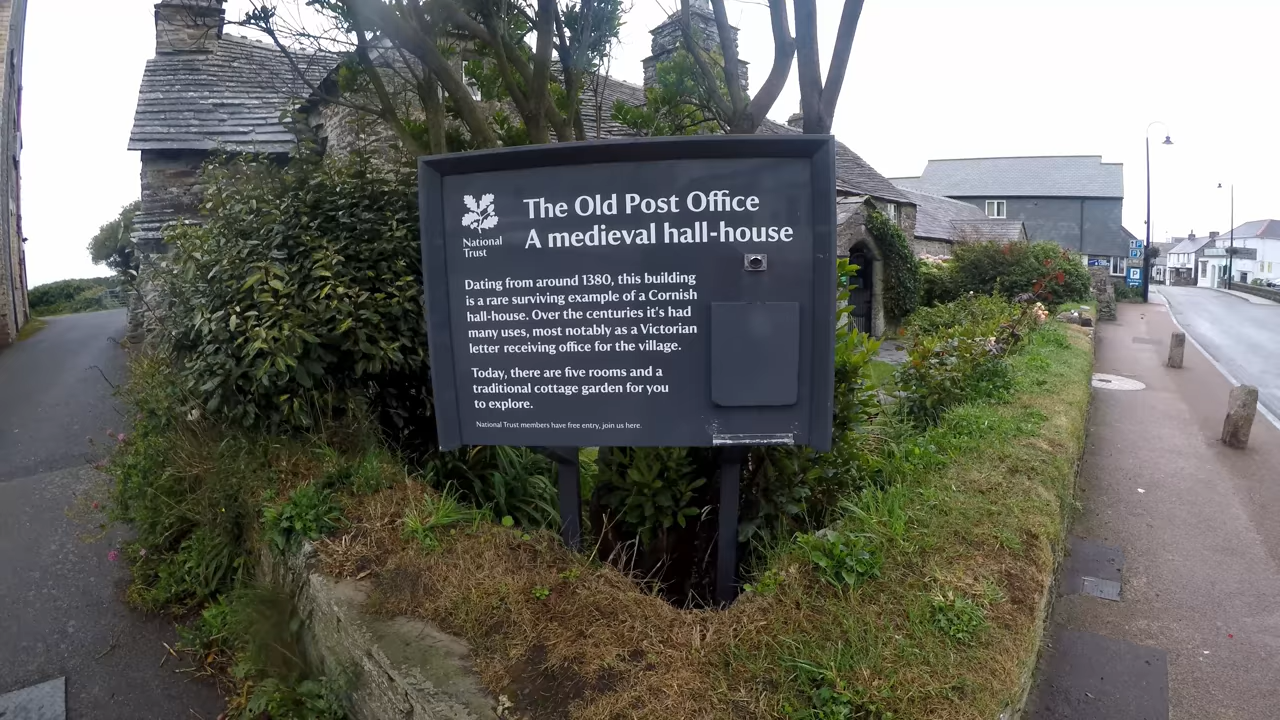 The Old Post Office
A medieval hall-house
National
Trust
Dating from around 1380, this building
is a rare surviving example of a Cornish
hall-house. Over the centuries it's had
many uses, most notably as a Victorian
letter receiving office for the village.
Today, there are five rooms and a
traditional cottage garden for you
to explore.
National Trust members have free entry, join us here.
P
P
P